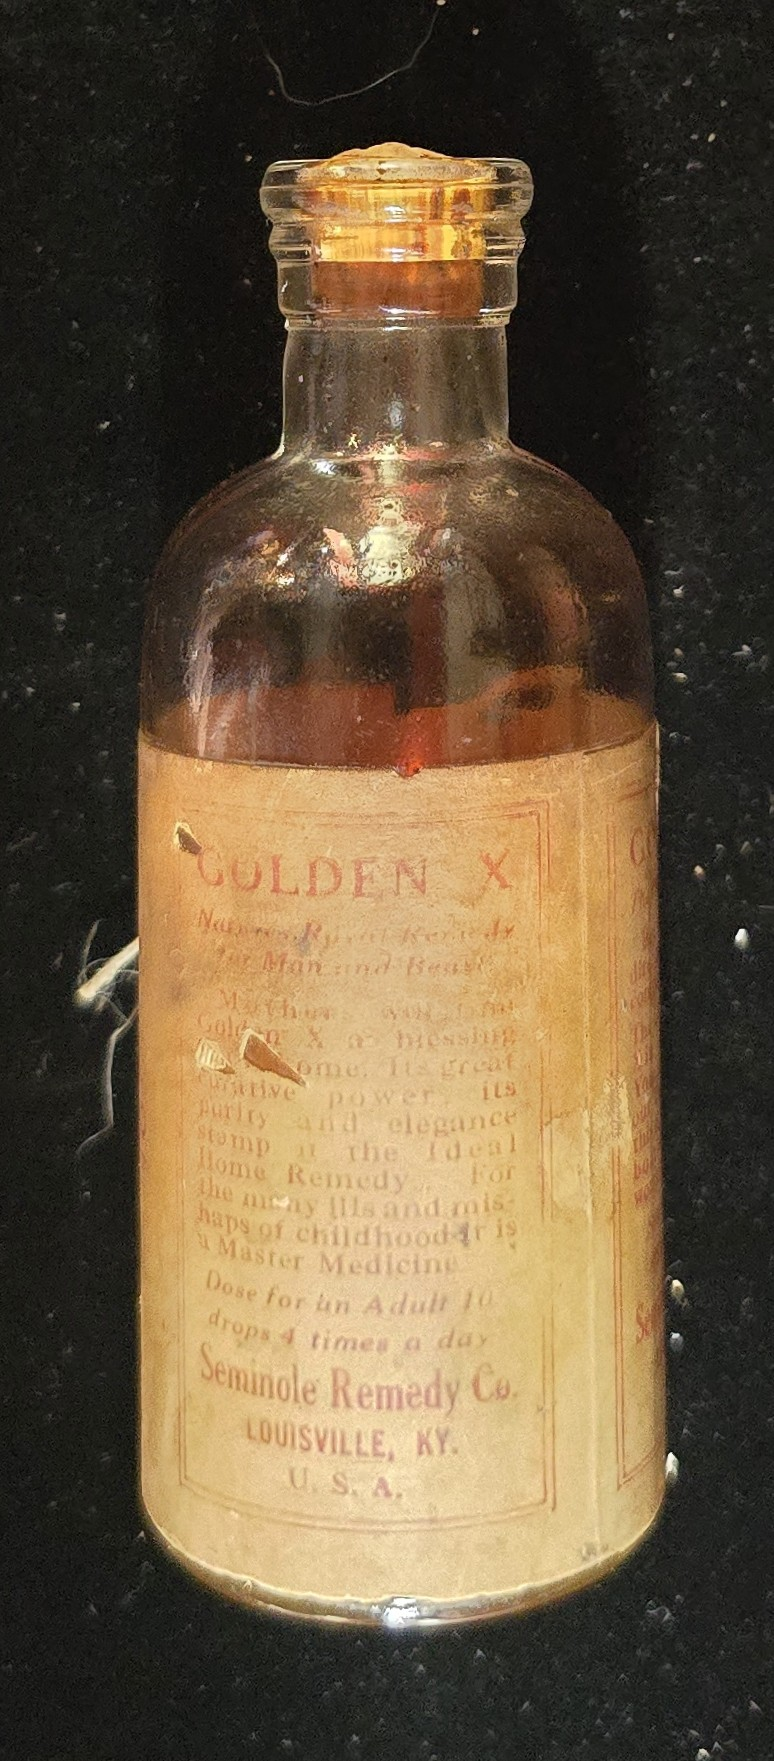 GOLDEN X
Nature's Royal Remedy
for Man and Beast
Mothers will find
Golden X a blessing
ome. Its great
curative power, its
purity and elegance
stamp it the Ideal
Home Remedy. For
the many Ills and mis-
haps of childhood it is
a Master Medicine
Dose for an Adult 10
drops 4 times a day
Seminole Remedy Co.
LOUISVILLE, KY.
U. S. A.